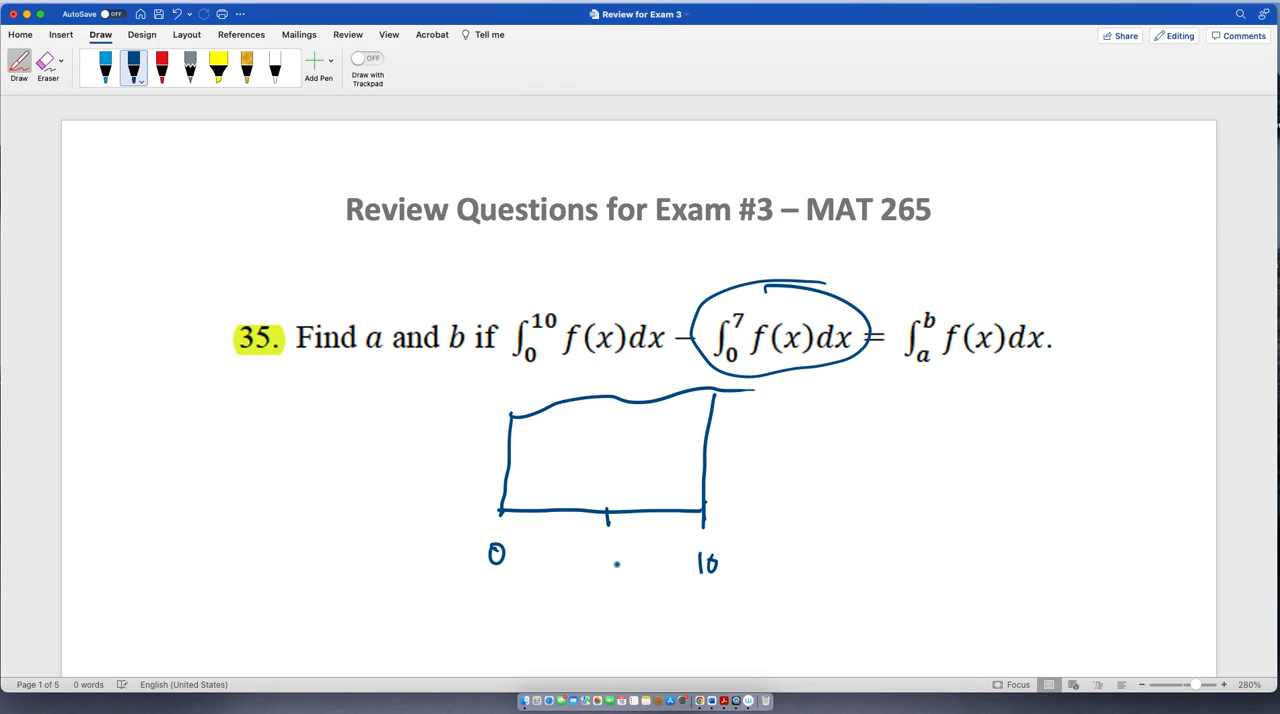 AutoSave OFF Review for Exam 3
Home Insert Draw Design Layout References Mailings Review View Acrobat Tell me Share Editing Comments
Draw Eraser Add Pen OFF Draw with Trackpad
Review Questions for Exam #3 – MAT 265
35. Find a and b if ∫₀¹⁰ f(x)dx − ∫₀⁷ f(x)dx = ∫ₐᵇ f(x)dx.
0 10
Page 1 of 5 0 words English (United States) Focus 280%